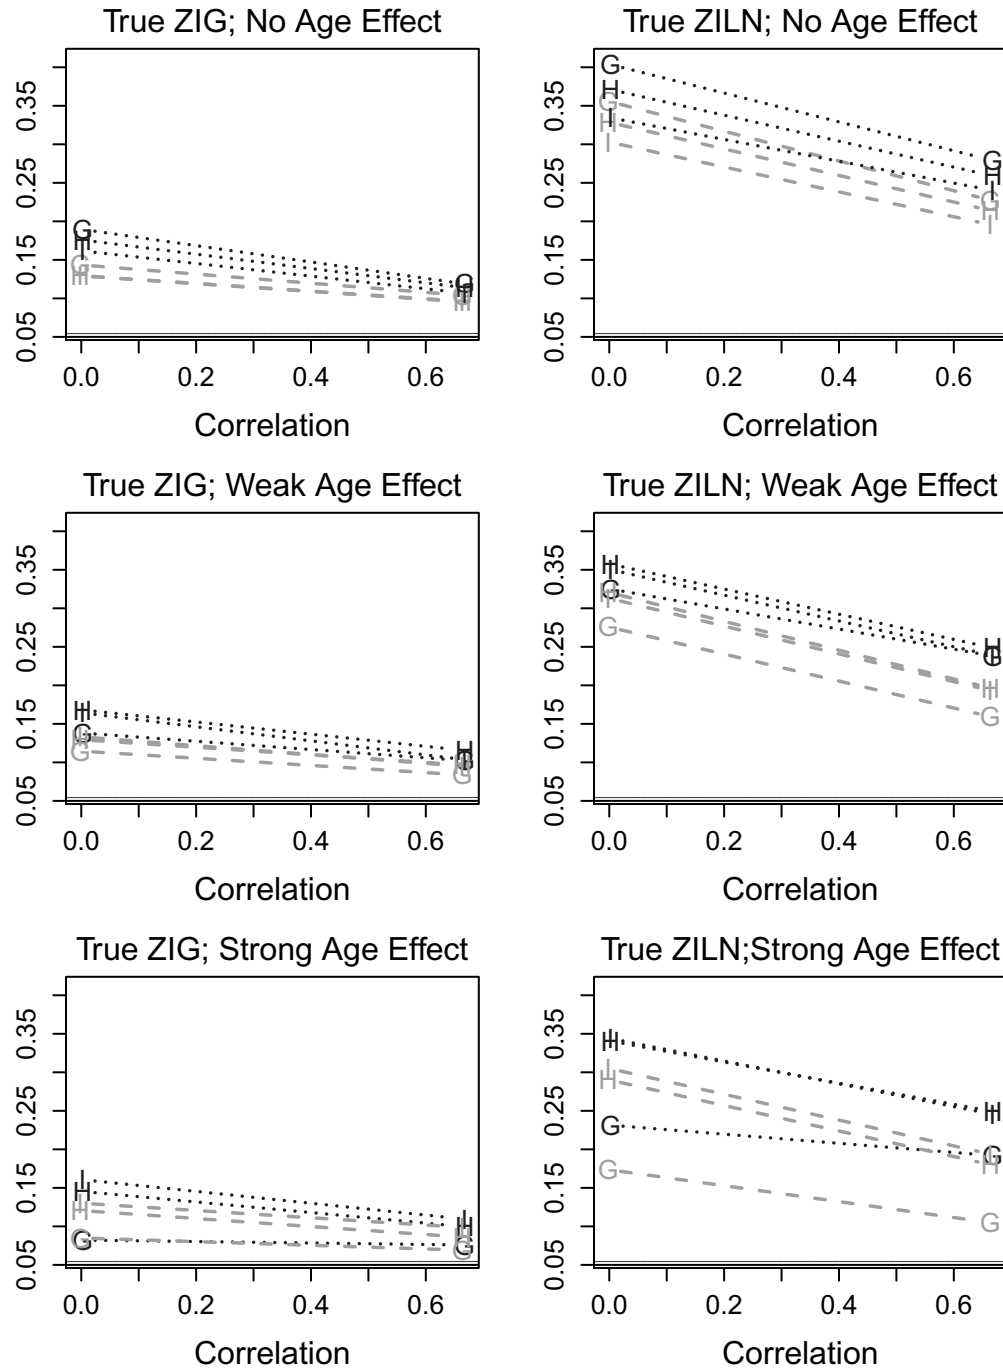 True ZIG; No Age Effect
True ZILN; No Age Effect
0.35
0.25
0.15
0.05
G
H
I
G
H
I
G
H
I
G
H
I
0.0 0.2 0.4 0.6
Correlation
0.35
0.25
0.15
0.05
G
H
I
G
H
I
G
H
I
G
H
I
0.0 0.2 0.4 0.6
Correlation
True ZIG; Weak Age Effect
True ZILN; Weak Age Effect
0.35
0.25
0.15
0.05
H
I
G
H
I
G
H
I
G
H
I
G
0.0 0.2 0.4 0.6
Correlation
0.35
0.25
0.15
0.05
H
I
G
H
I
G
H
I
G
H
I
G
0.0 0.2 0.4 0.6
Correlation
True ZIG; Strong Age Effect
True ZILN;Strong Age Effect
0.35
0.25
0.15
0.05
I
H
I
H
G
G
I
H
I
H
G
G
0.0 0.2 0.4 0.6
Correlation
0.35
0.25
0.15
0.05
I
H
I
H
G
G
H
I
G
I
H
G
0.0 0.2 0.4 0.6
Correlation